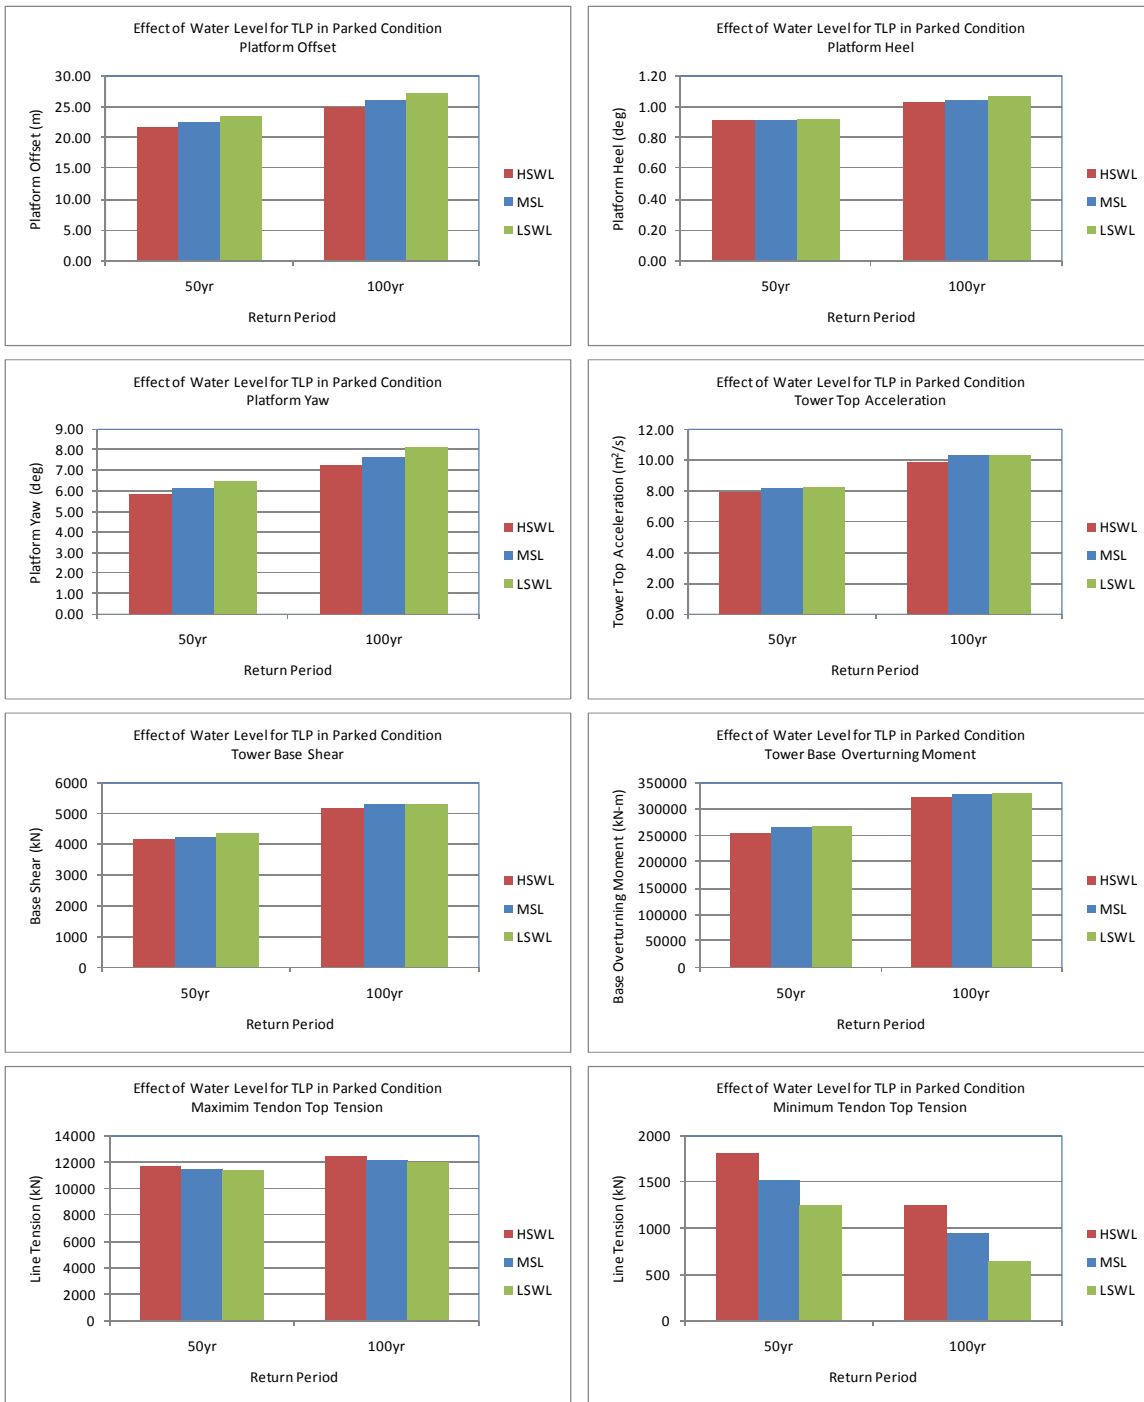 Effect of Water Level for TLP in Parked Condition
Platform Offset
Platform Offset (m)
30.00
25.00
20.00
15.00
10.00
5.00
0.00
50yr
100yr
Return Period
HSWL
MSL
LSWL
Effect of Water Level for TLP in Parked Condition
Platform Heel
Platform Heel (deg)
1.20
1.00
0.80
0.60
0.40
0.20
0.00
50yr
100yr
Return Period
HSWL
MSL
LSWL
Effect of Water Level for TLP in Parked Condition
Platform Yaw
Platform Yaw (deg)
9.00
8.00
7.00
6.00
5.00
4.00
3.00
2.00
1.00
0.00
50yr
100yr
Return Period
HSWL
MSL
LSWL
Effect of Water Level for TLP in Parked Condition
Tower Top Acceleration
Tower Top Acceleration (m²/s)
12.00
10.00
8.00
6.00
4.00
2.00
0.00
50yr
100yr
Return Period
HSWL
MSL
LSWL
Effect of Water Level for TLP in Parked Condition
Tower Base Shear
Base Shear (kN)
6000
5000
4000
3000
2000
1000
0
50yr
100yr
Return Period
HSWL
MSL
LSWL
Effect of Water Level for TLP in Parked Condition
Tower Base Overturning Moment
Base Overturning Moment (kN-m)
350000
300000
250000
200000
150000
100000
50000
0
50yr
100yr
Return Period
HSWL
MSL
LSWL
Effect of Water Level for TLP in Parked Condition
Maximim Tendon Top Tension
Line Tension (kN)
14000
12000
10000
8000
6000
4000
2000
0
50yr
100yr
Return Period
HSWL
MSL
LSWL
Effect of Water Level for TLP in Parked Condition
Minimum Tendon Top Tension
Line Tension (kN)
2000
1500
1000
500
0
50yr
100yr
Return Period
HSWL
MSL
LSWL